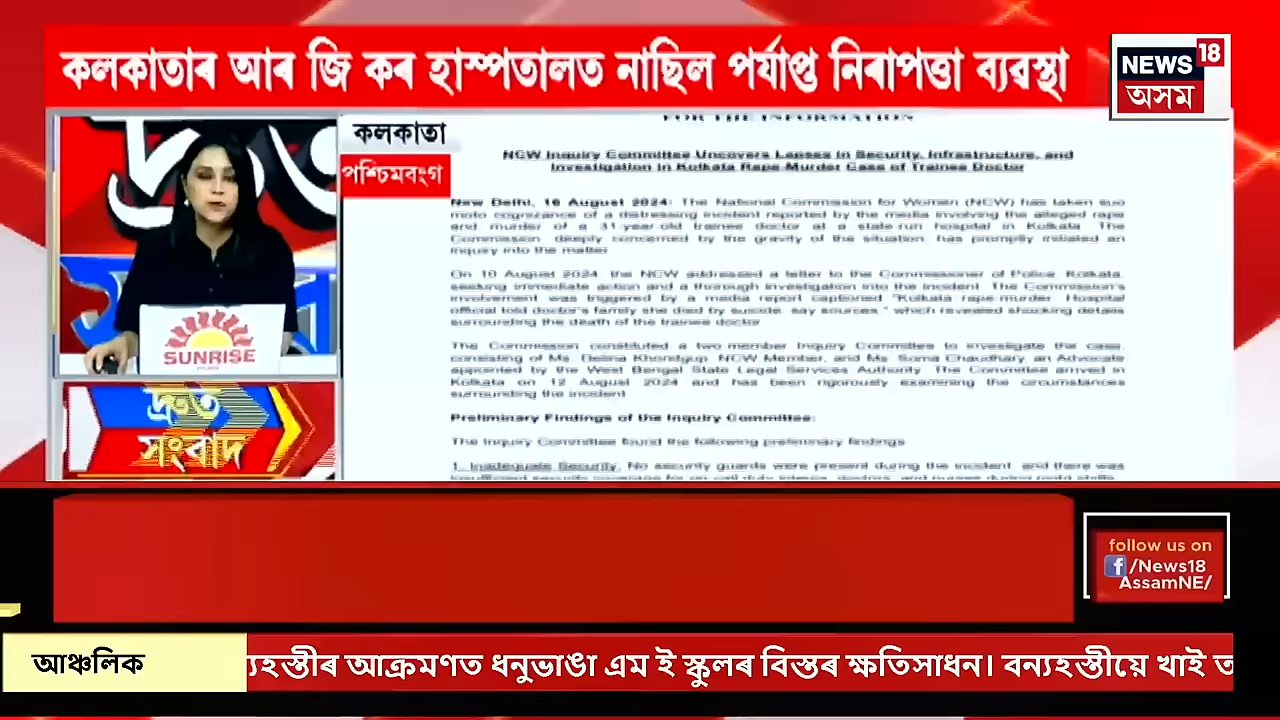 কলকাতাৰ আৰ জি কৰ হাস্পতালত নাছিল পৰ্যাপ্ত নিৰাপত্তা ব্যৱস্থা
NEWS 18
অসম
কলকাতা
পশ্চিমবংগ
FOR THE INFORMATION
NCW Inquiry Committee Uncovers Lapses in Security, Infrastructure, and
Investigation in Kolkata Rape-Murder Case of Trainee Doctor
New Delhi, 16 August 2024: The National Commission for Women (NCW) has taken suo
moto cognizance of a distressing incident reported by the media involving the alleged rape
and murder of a 31-year-old trainee doctor at a state-run hospital in Kolkata. The
Commission, deeply concerned by the gravity of the situation, has promptly initiated an
inquiry into the matter.
On 10 August 2024, the NCW addressed a letter to the Commissioner of Police, Kolkata,
seeking immediate action and a thorough investigation into the incident. The Commission's
involvement was triggered by a media report captioned "Kolkata rape-murder: Hospital
official told doctor's family she died by suicide, say sources," which revealed shocking details
surrounding the death of the trainee doctor.
The Commission constituted a two-member Inquiry Committee to investigate the case,
consisting of Ms. Delina Khongdup, NCW Member, and Ms. Soma Chaudhary, an Advocate
appointed by the West Bengal State Legal Services Authority. The Committee arrived in
Kolkata on 12 August 2024 and has been rigorously examining the circumstances
surrounding the incident.
Preliminary Findings of the Inquiry Committee:
The Inquiry Committee found the following preliminary findings
1. Inadequate Security: No security guards were present during the incident, and there was
SUNRISE
দ্ৰুত
সংবাদ
follow us on
f/News18
AssamNE/
আঞ্চলিক
ন্যহস্তীৰ আক্ৰমণত ধনুভাঙা এম ই স্কুলৰ বিস্তৰ ক্ষতিসাধন। বন্যহস্তীয়ে খাই ত